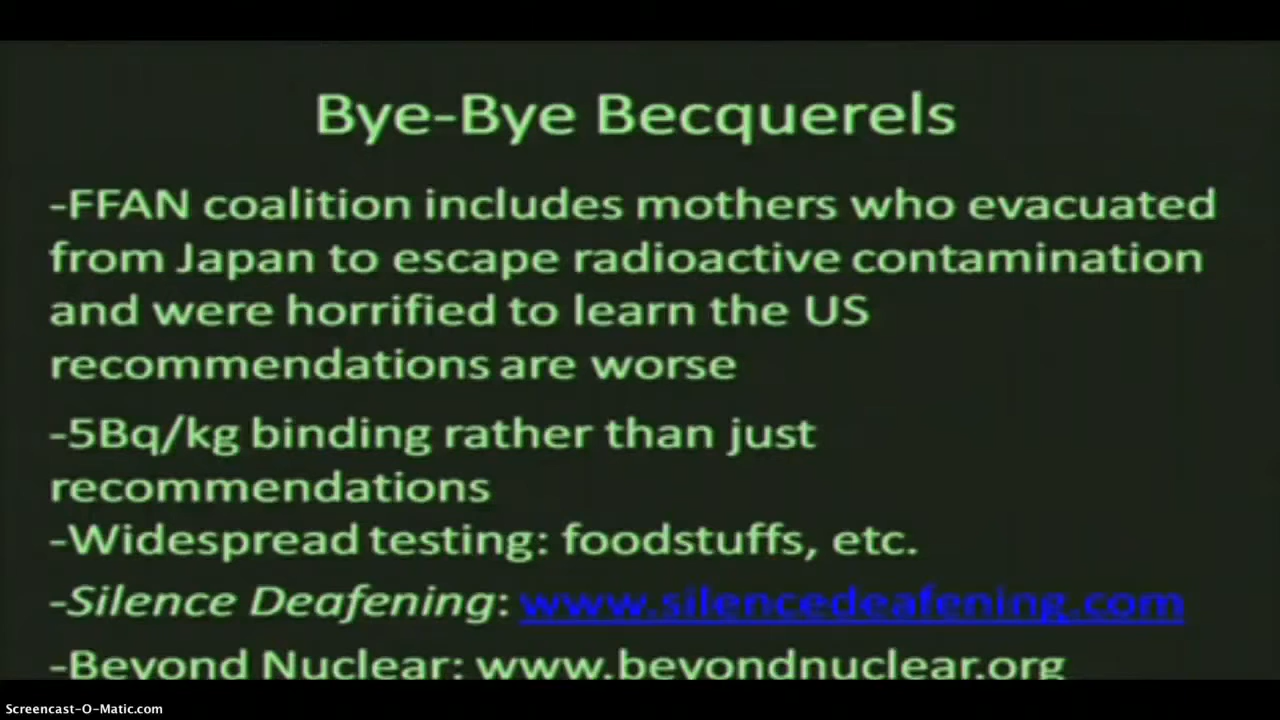 Bye-Bye Becquerels
-FFAN coalition includes mothers who evacuated
from Japan to escape radioactive contamination
and were horrified to learn the US
recommendations are worse
-5Bq/kg binding rather than just
recommendations
-Widespread testing: foodstuffs, etc.
-Silence Deafening: www.silencedeafening.com
-Beyond Nuclear: www.beyondnuclear.org
Screencast-O-Matic.com